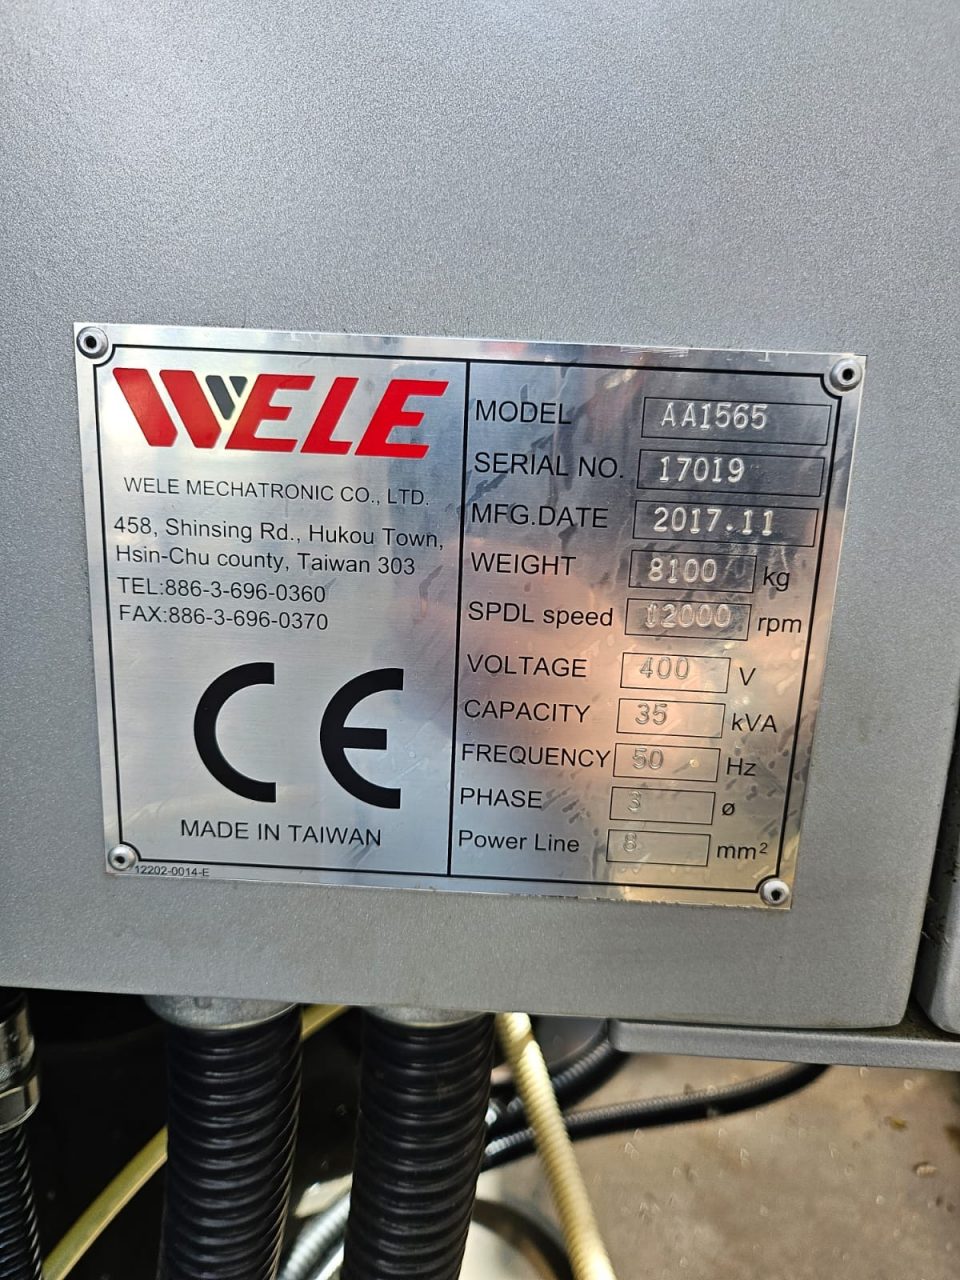 WELE
WELE MECHATRONIC CO., LTD.
458, Shinsing Rd., Hukou Town,
Hsin-Chu county, Taiwan 303
TEL:886-3-696-0360
FAX:886-3-696-0370
CE
MADE IN TAIWAN
12202-0014-E
MODEL AA1565
SERIAL NO. 17019
MFG.DATE 2017.11
WEIGHT 8100 kg
SPDL speed 12000 rpm
VOLTAGE 400 V
CAPACITY 35 kVA
FREQUENCY 50 Hz
PHASE 3 ø
Power Line 8 mm²